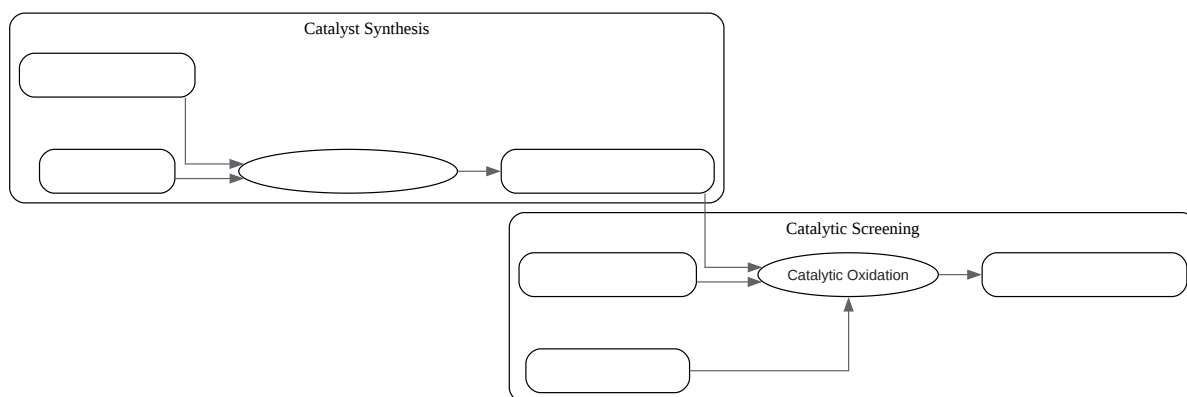 Catalyst Synthesis
Catalytic Screening
Catalytic Oxidation